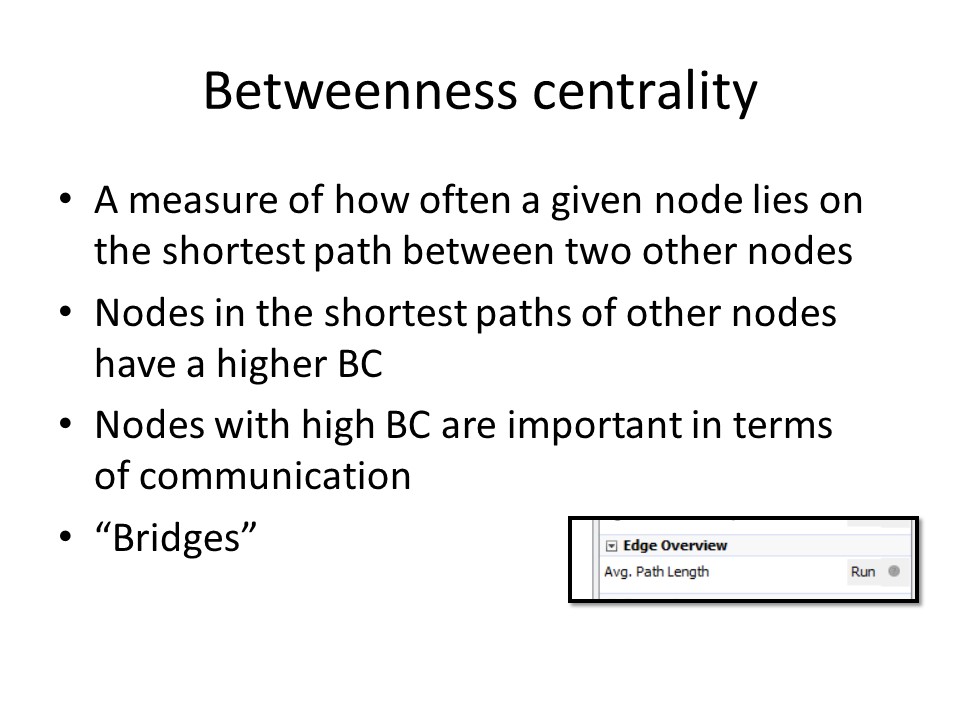 Betweenness centrality
• A measure of how often a given node lies on
the shortest path between two other nodes
• Nodes in the shortest paths of other nodes
have a higher BC
• Nodes with high BC are important in terms
of communication
• “Bridges”
Edge Overview
Avg. Path Length Run